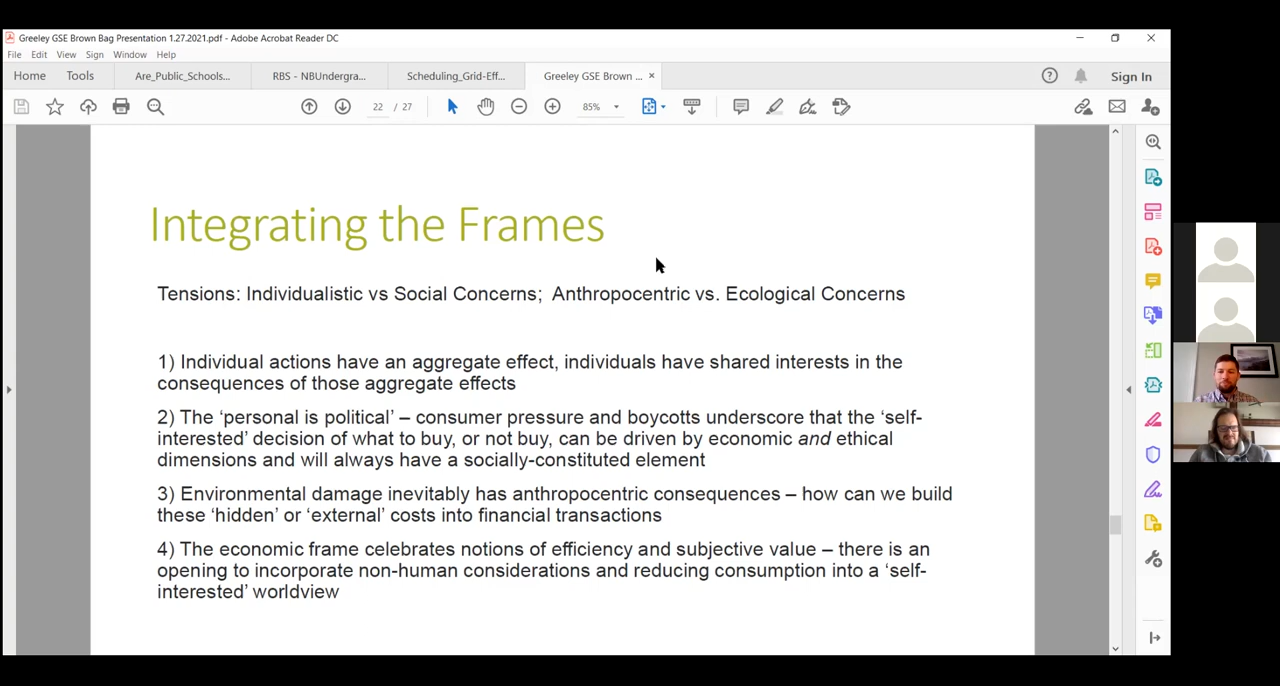 Greeley GSE Brown Bag Presentation 1.27.2021.pdf - Adobe Acrobat Reader DC
File Edit View Sign Window Help
Home Tools Are_Public_Schools... RBS - NBUndergra... Scheduling_Grid-Eff... Greeley GSE Brown ... × Sign In
22 / 27 85%
Integrating the Frames
Tensions: Individualistic vs Social Concerns; Anthropocentric vs. Ecological Concerns
1) Individual actions have an aggregate effect, individuals have shared interests in the
consequences of those aggregate effects
2) The ‘personal is political’ – consumer pressure and boycotts underscore that the ‘self-
interested’ decision of what to buy, or not buy, can be driven by economic and ethical
dimensions and will always have a socially-constituted element
3) Environmental damage inevitably has anthropocentric consequences – how can we build
these ‘hidden’ or ‘external’ costs into financial transactions
4) The economic frame celebrates notions of efficiency and subjective value – there is an
opening to incorporate non-human considerations and reducing consumption into a ‘self-
interested’ worldview